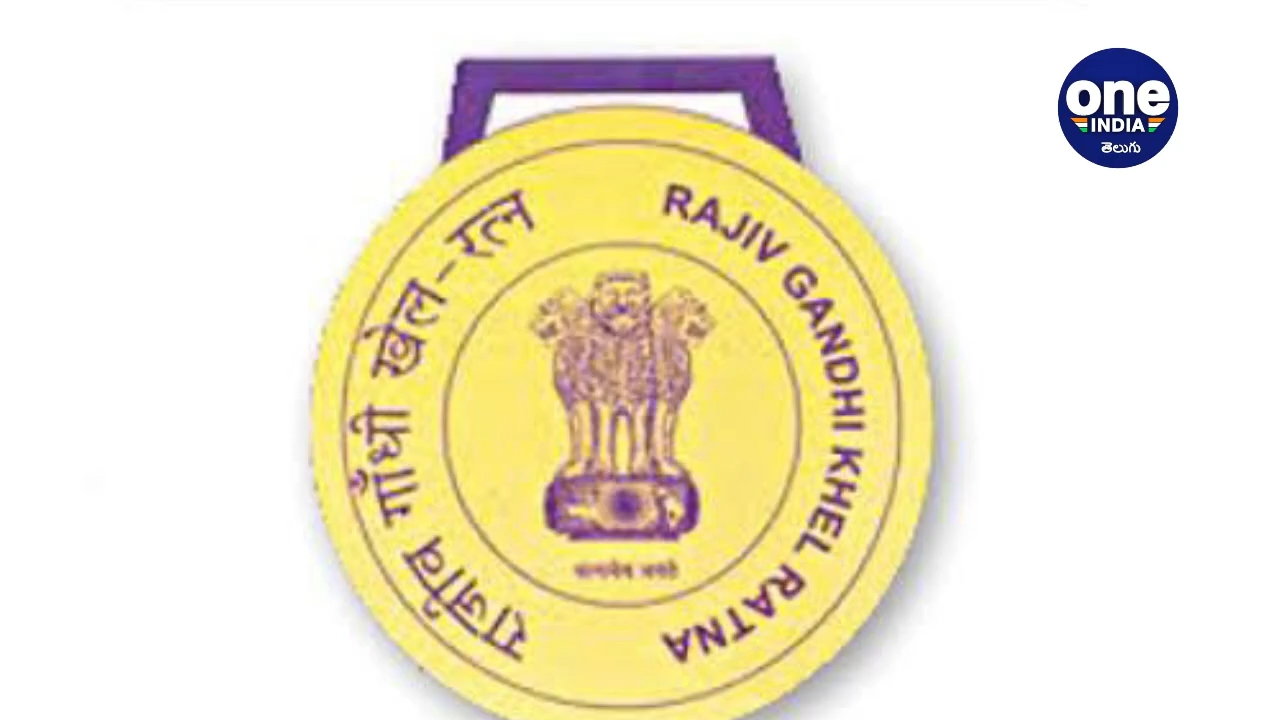 one
INDIA
తెలుగు
राजीव गाँधी खेल-रत्न
RAJIV GANDHI KHEL RATNA